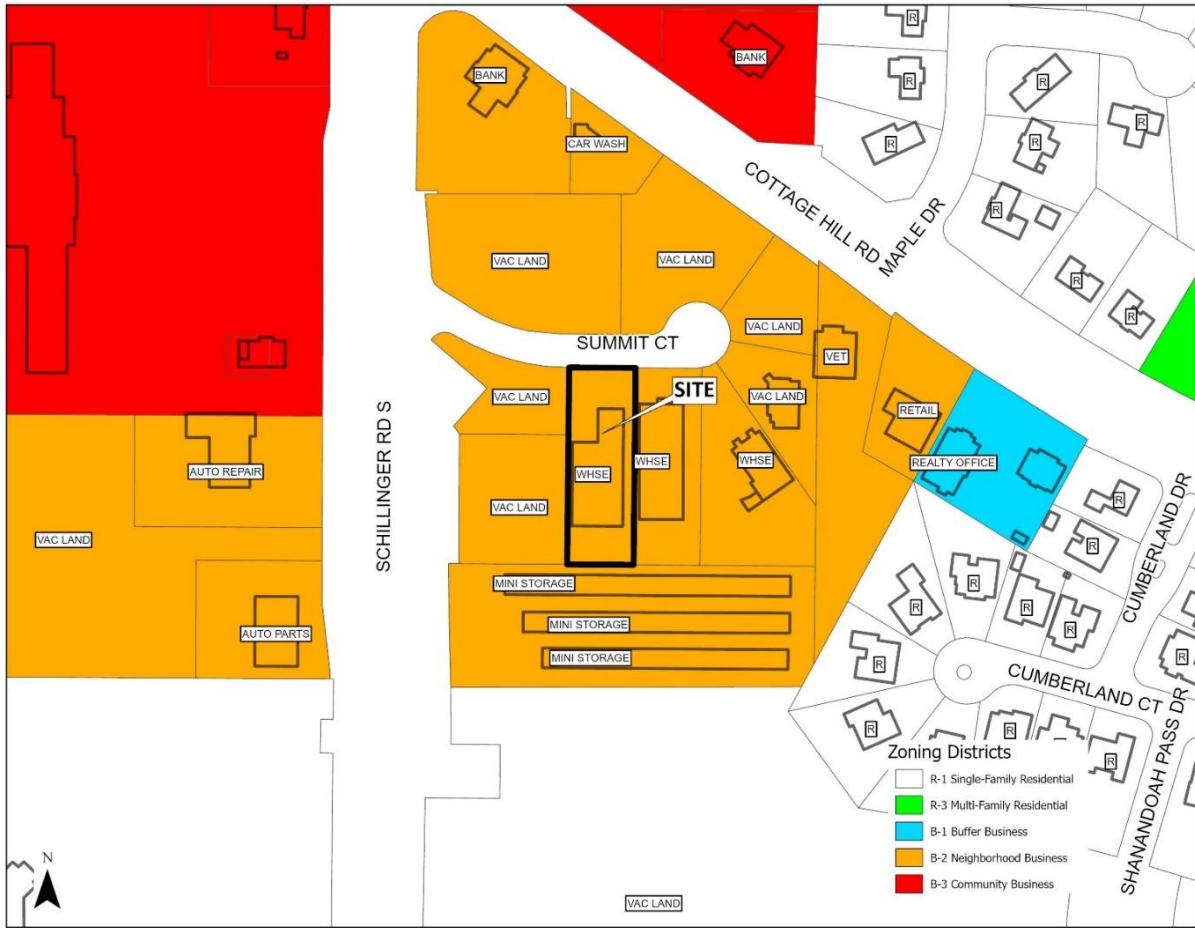 BANK
BANK
R
R
R
R
R
R
R
R
R
CAR WASH
COTTAGE HILL RD
MAPLE DR
VAC LAND
VAC LAND
VAC LAND
SUMMIT CT
VET
SITE
VAC LAND
VAC LAND
RETAIL
SCHILLINGER RD S
AUTO REPAIR
WHSE
WHSE
WHSE
REALTY OFFICE
VAC LAND
VAC LAND
R
R
CUMBERLAND DR
MINI STORAGE
R
R
R
R
AUTO PARTS
MINI STORAGE
MINI STORAGE
R
R
CUMBERLAND CT
SHANANDOAH PASS DR
R
R
R
Zoning Districts
R-1 Single-Family Residential
R-3 Multi-Family Residential
B-1 Buffer Business
B-2 Neighborhood Business
B-3 Community Business
N
VAC LAND